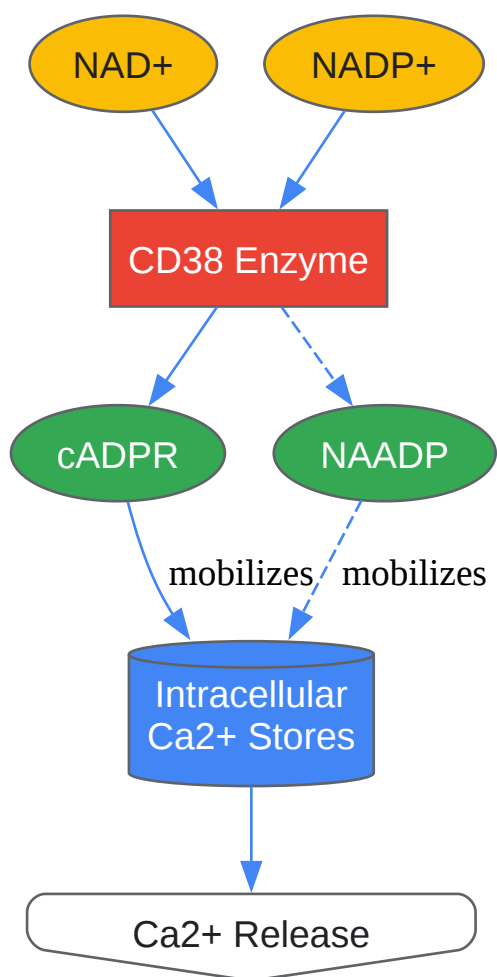 NAD+
NADP+
CD38 Enzyme
cADPR
NAADP
mobilizes
mobilizes
Intracellular
Ca2+ Stores
Ca2+ Release